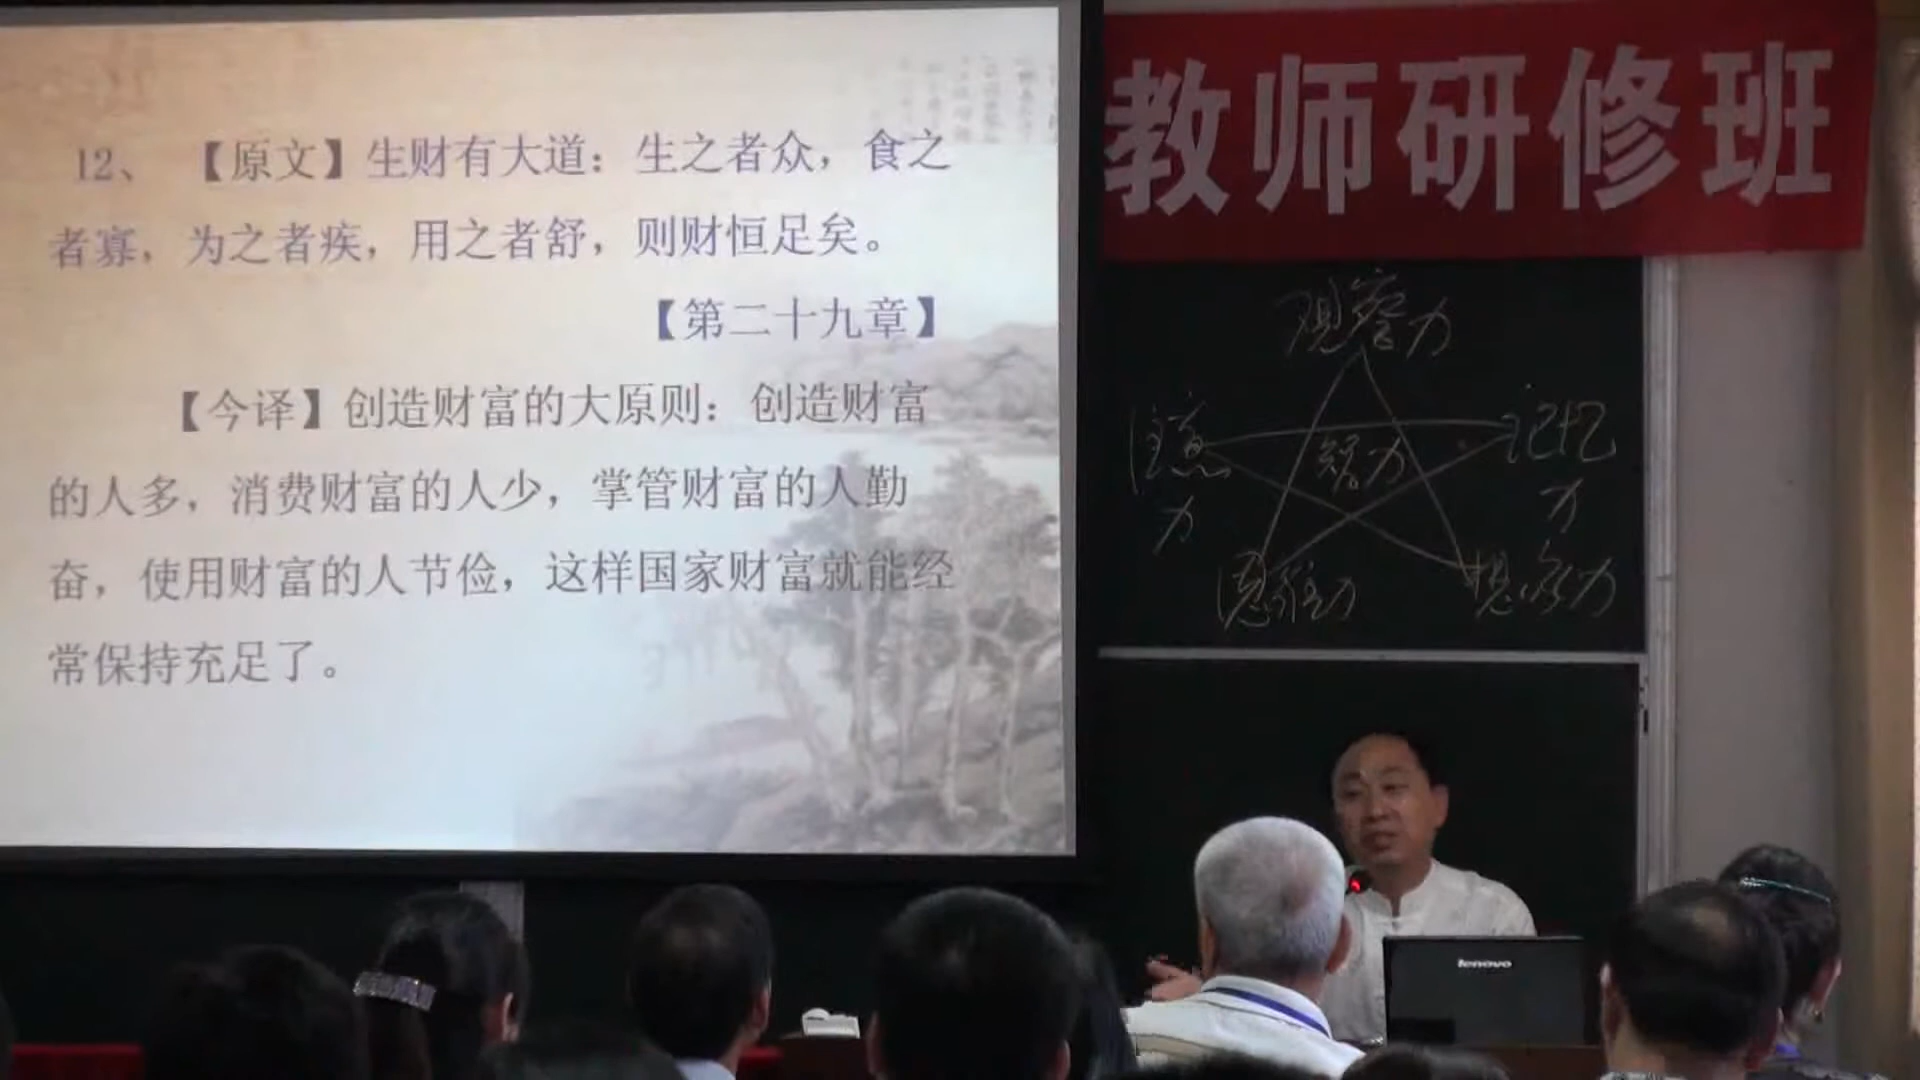 12、【原文】生财有大道：生之者众，食之
者寡，为之者疾，用之者舒，则财恒足矣。
【第二十九章】
【今译】创造财富的大原则：创造财富
的人多，消费财富的人少，掌管财富的人勤
奋，使用财富的人节俭，这样国家财富就能经
常保持充足了。
教师研修班
观察力
注意力
记忆力
智力
思维力
想象力
lenovo